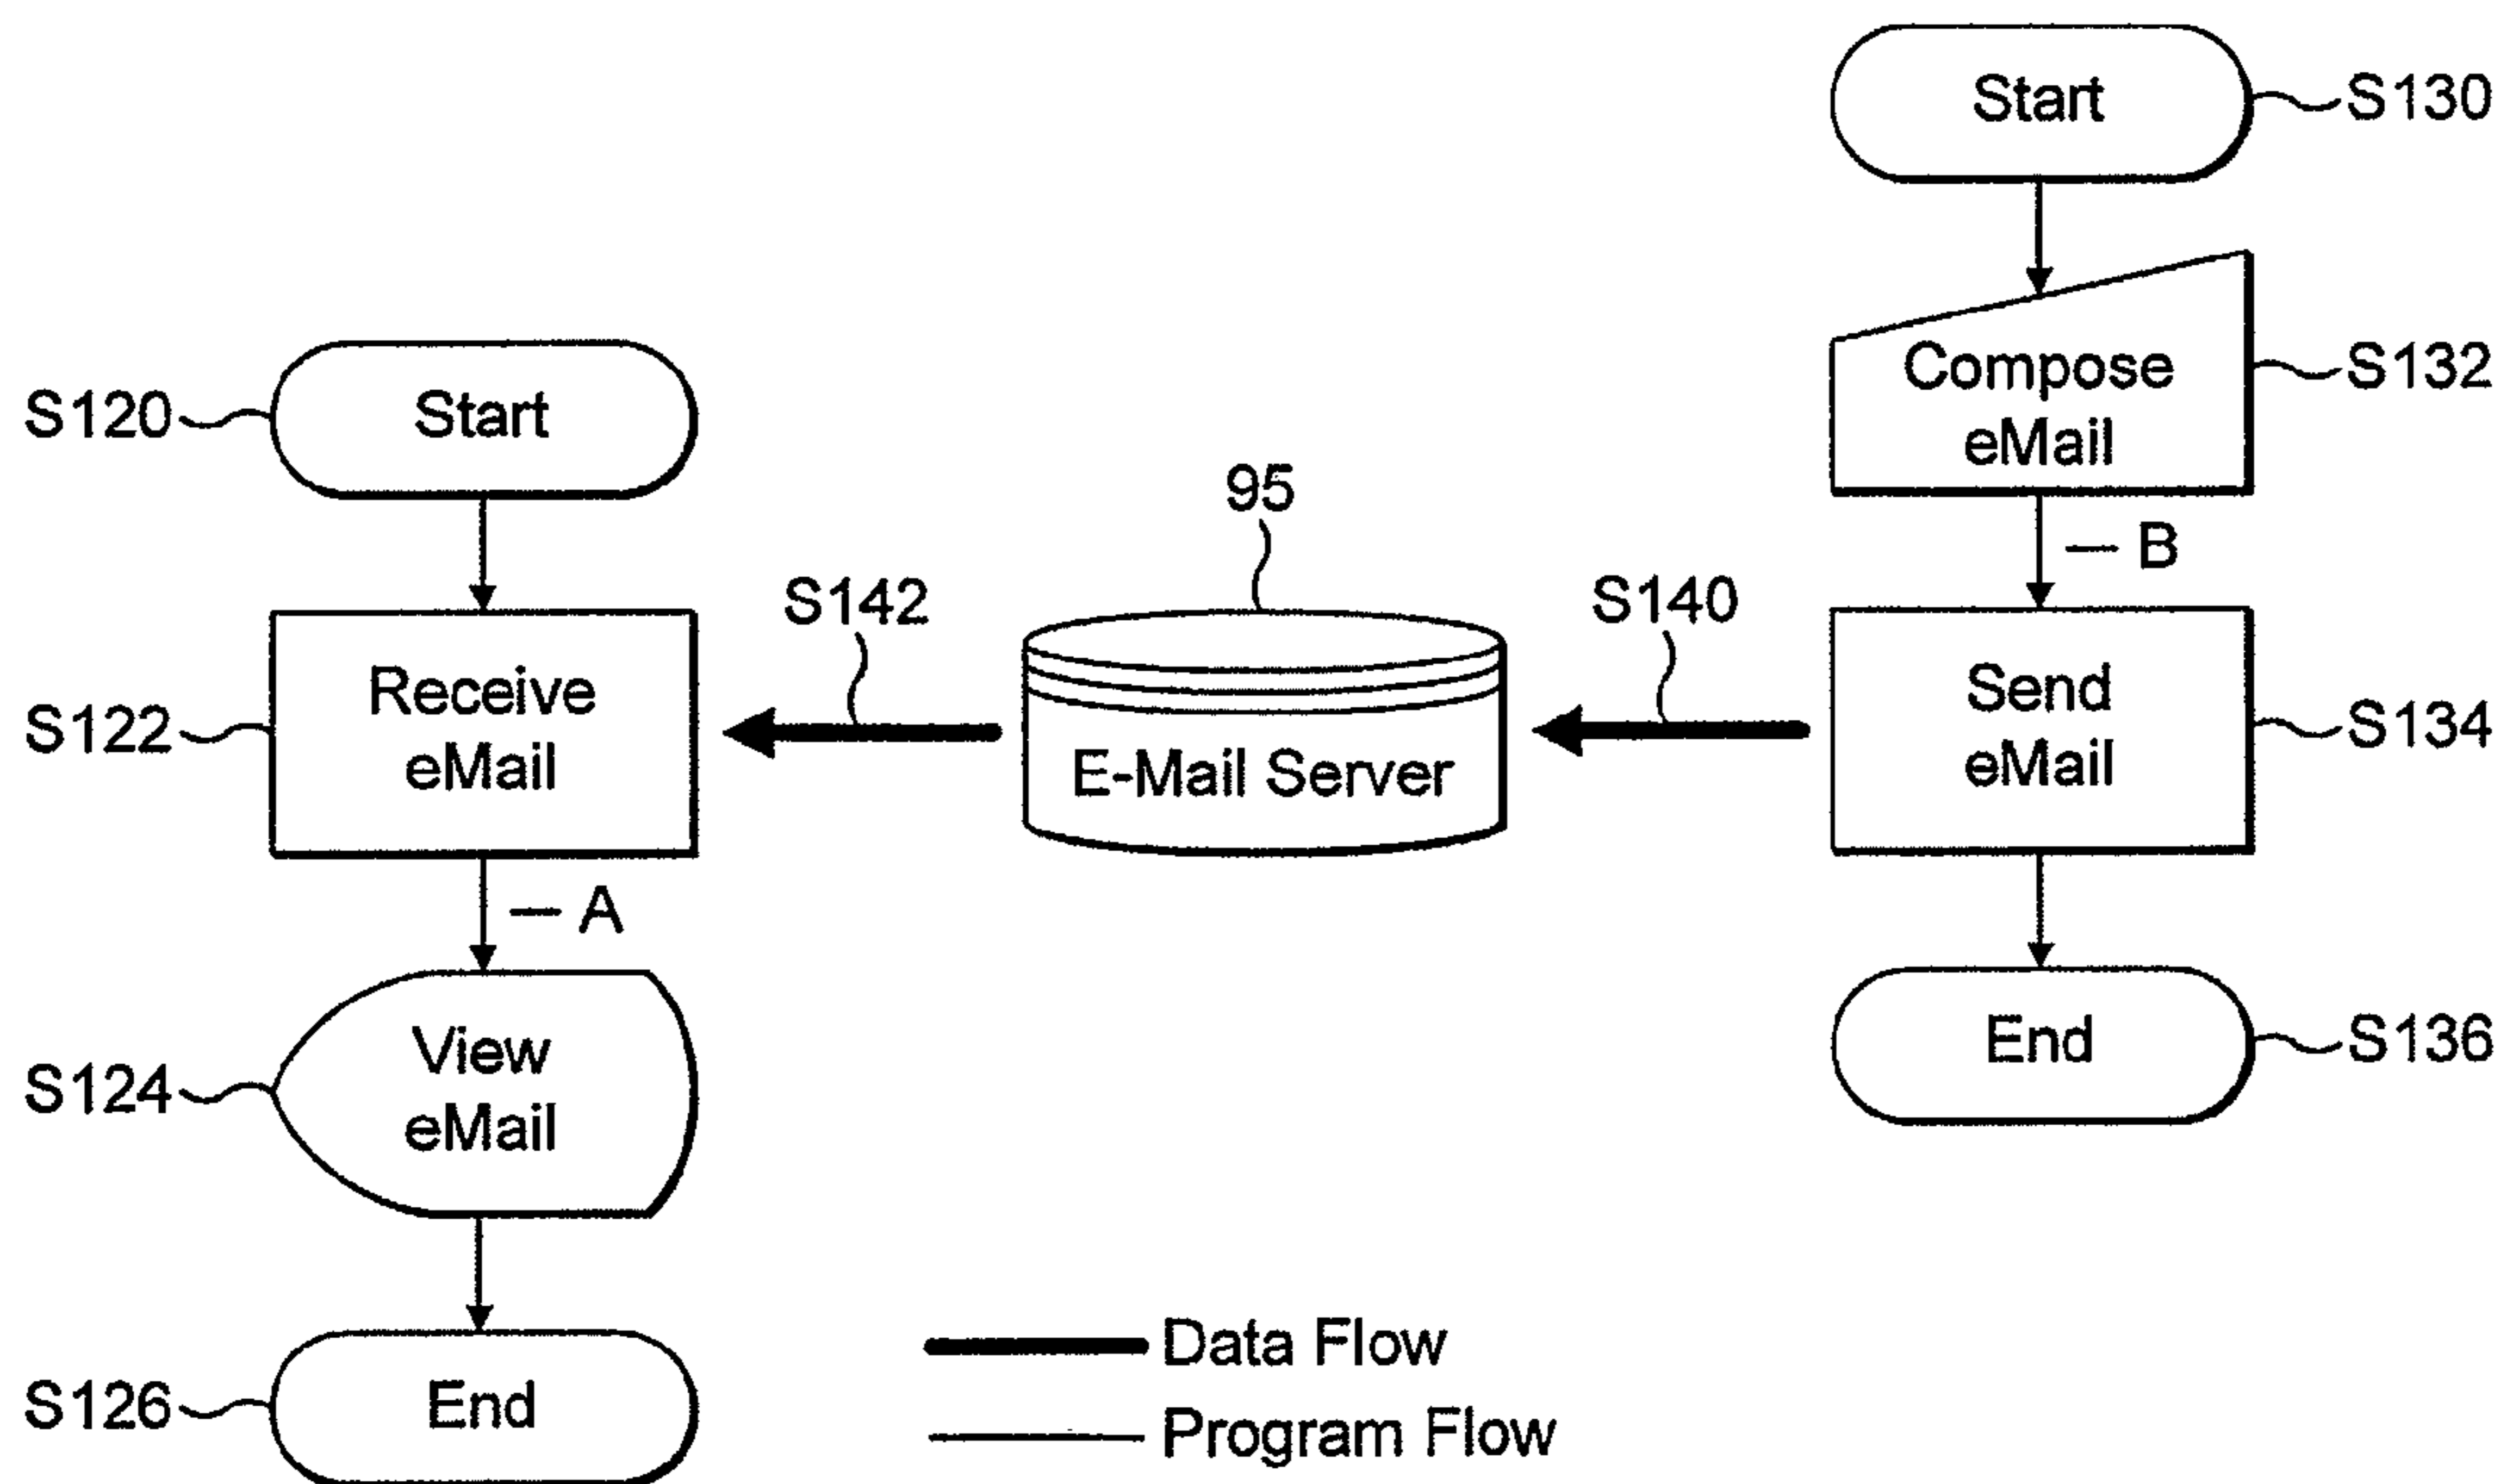 Start
S130
Compose
eMail
S132
S120
Start
95
B
S142
S140
Receive
eMail
S122
E-Mail Server
Send
eMail
S134
A
View
eMail
S124
End
S136
Data Flow
S126
End
Program Flow